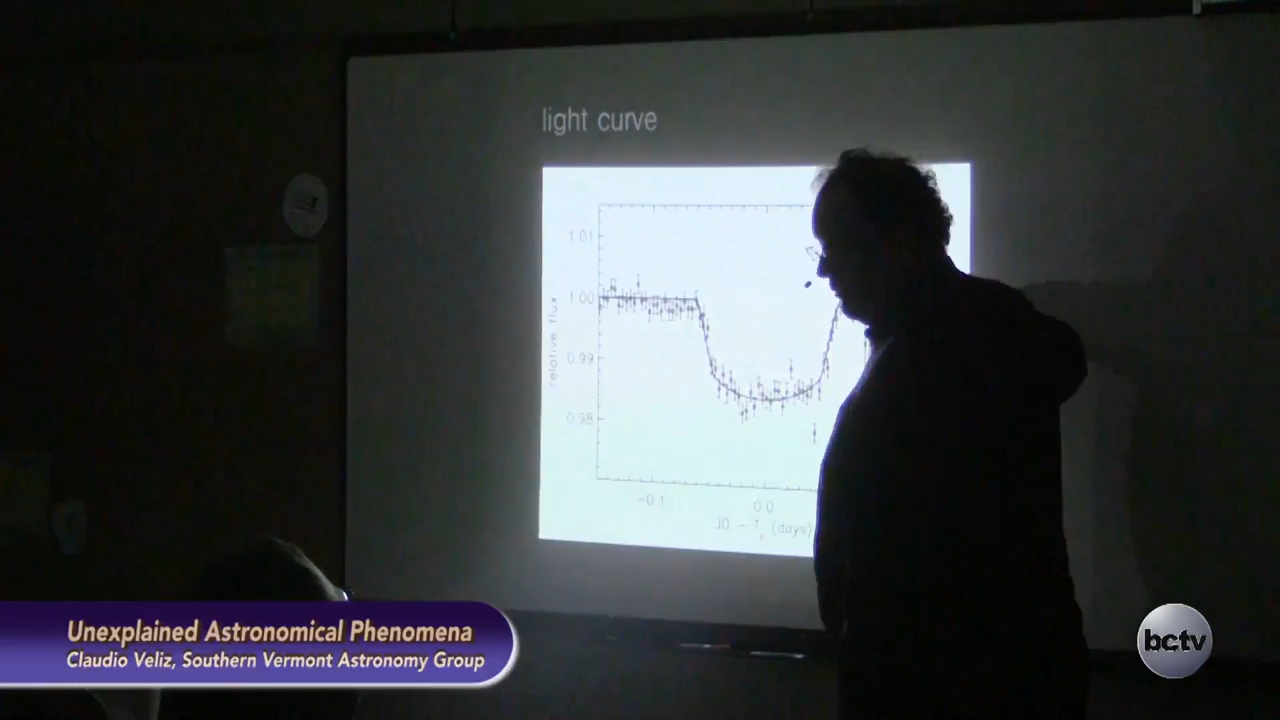 light curve
1.01
1.00
0.99
0.98
relative flux
-0.1
0.0
JD - Tc (days)
Unexplained Astronomical Phenomena
Claudio Veliz, Southern Vermont Astronomy Group
bctv